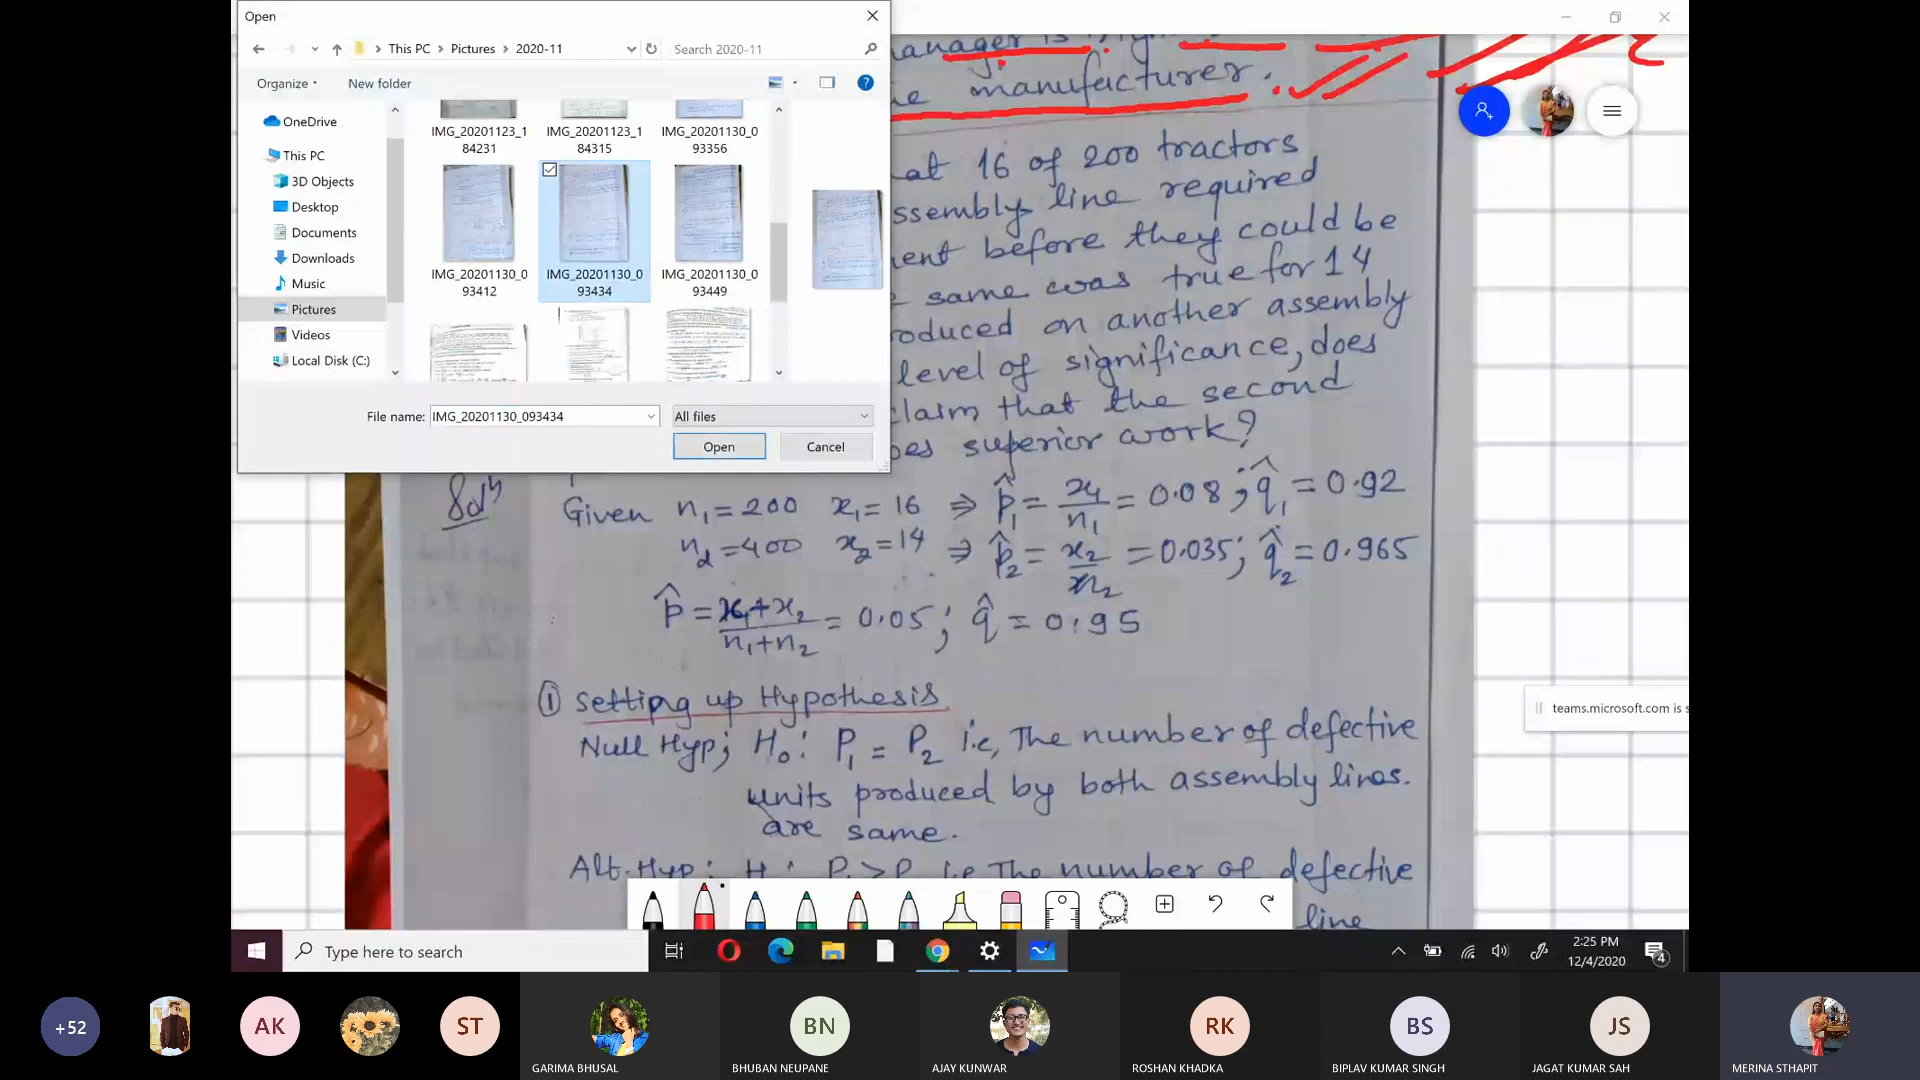 Open
This PC
Pictures
2020-11
Search 2020-11
Organize
New folder
OneDrive
This PC
3D Objects
Desktop
Documents
Downloads
Music
Pictures
Videos
Local Disk (C:)
IMG_20201123_1
84231
IMG_20201123_1
84315
IMG_20201130_0
93356
IMG_20201130_0
93412
IMG_20201130_0
93434
IMG_20201130_0
93449
File name: IMG_20201130_093434
All files
Open
Cancel
manufacturer.
at 16 of 200 tractors
ssembly line required
ent before they could be
same was true for 14
roduced on another assembly
level of significance, does
claim that the second
es superior work?
Given n₁ = 200 x₁ = 16 ⇒ p̂₁ = x₁/n₁ = 0.08; q̂₁ = 0.92
n₂ = 400 x₂ = 14 ⇒ p̂₂ = x₂/n₂ = 0.035; q̂₂ = 0.965
p̂ = x₁+x₂/n₁+n₂ = 0.05; q̂ = 0.95
① Setting up Hypothesis
Null Hyp; H₀: P₁ = P₂ i.e, The number of defective
units produced by both assembly lines.
are same.
Alt. Hyp: H P₁ > P i.e The number of defective
line
teams.microsoft.com is s
Type here to search
2:25 PM
12/4/2020
4
+52
AK
ST
GARIMA BHUSAL
BN
BHUBAN NEUPANE
AJAY KUNWAR
RK
ROSHAN KHADKA
BS
BIPLAV KUMAR SINGH
JS
JAGAT KUMAR SAH
MERINA STHAPIT